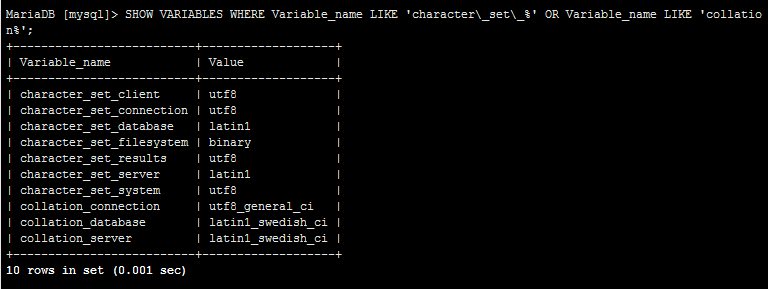 MariaDB [mysql]> SHOW VARIABLES WHERE Variable_name LIKE 'character\_set\_%' OR Variable_name LIKE 'collatio
n%';
+--------------------------+-------------------+
| Variable_name            | Value             |
+--------------------------+-------------------+
| character_set_client     | utf8              |
| character_set_connection | utf8              |
| character_set_database   | latin1            |
| character_set_filesystem | binary            |
| character_set_results    | utf8              |
| character_set_server     | latin1            |
| character_set_system     | utf8              |
| collation_connection     | utf8_general_ci   |
| collation_database       | latin1_swedish_ci |
| collation_server         | latin1_swedish_ci |
+--------------------------+-------------------+
10 rows in set (0.001 sec)